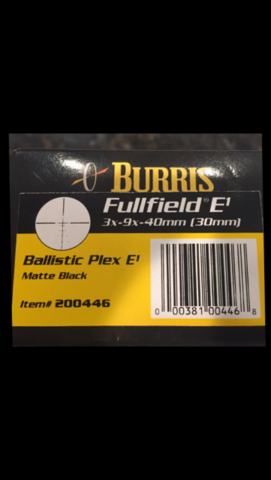 BURRIS
Fullfield® E¹
3x-9x-40mm (30mm)
Ballistic Plex E¹
Matte Black
Item# 200446
0 00381 00446 8